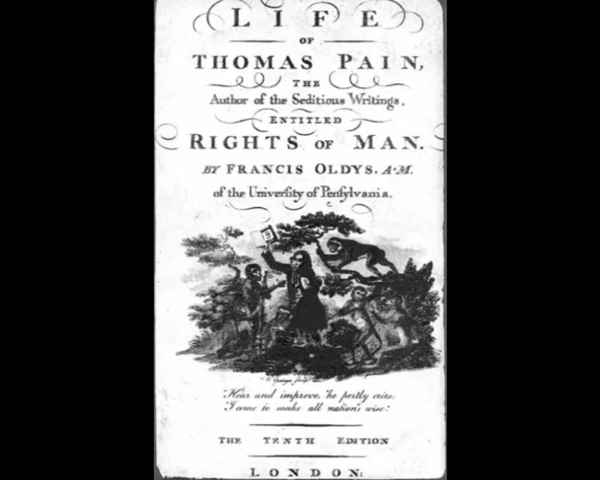 LIFE
OF
THOMAS PAIN,
THE
Author of the Seditious Writings,
ENTITLED
RIGHTS OF MAN.
BY FRANCIS OLDYS, A.M.
of the University of Pensylvania.
"Hear and improve, he pertly cries;
"I come to make all nations wise:"
THE TENTH EDITION
LONDON: